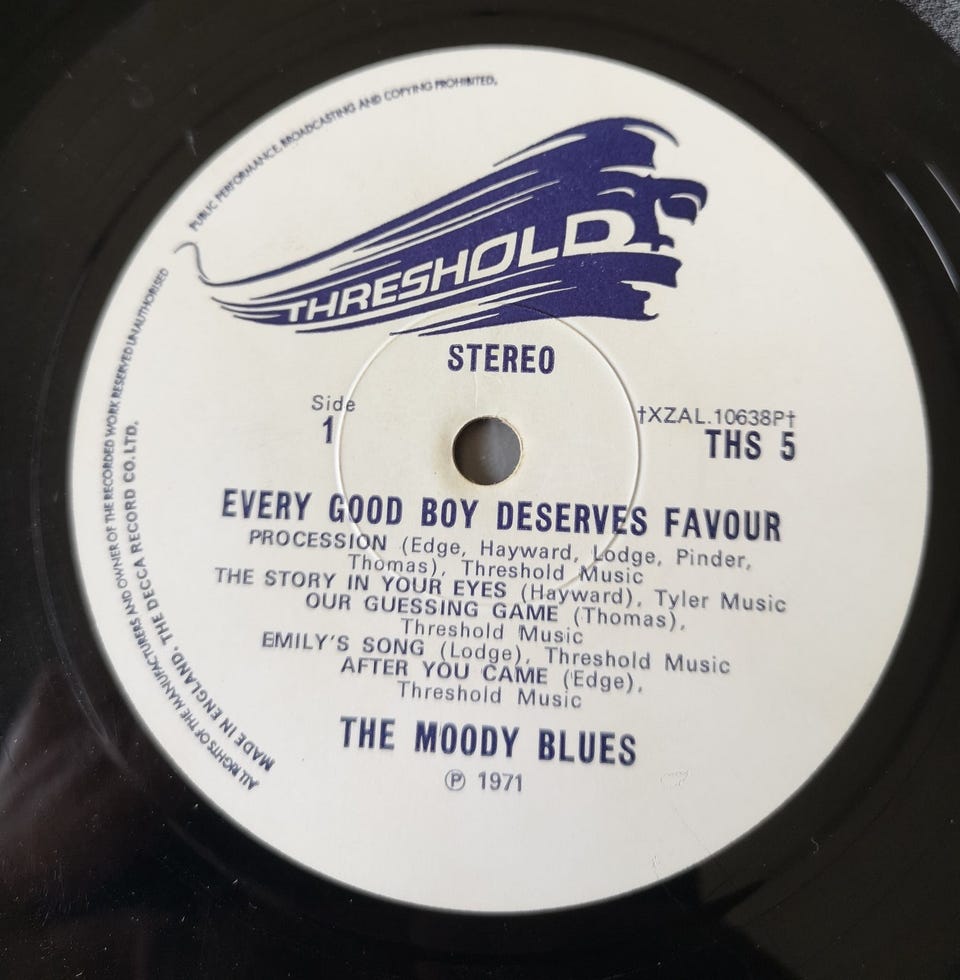 PUBLIC PERFORMANCE, BROADCASTING AND COPYING PROHIBITED.
THRESHOLD
STEREO
Side
1
†XZAL.10638P†
THS 5
EVERY GOOD BOY DESERVES FAVOUR
PROCESSION (Edge, Hayward, Lodge, Pinder,
Thomas), Threshold Music
THE STORY IN YOUR EYES (Hayward), Tyler Music
OUR GUESSING GAME (Thomas),
Threshold Music
EMILY'S SONG (Lodge), Threshold Music
AFTER YOU CAME (Edge),
Threshold Music
THE MOODY BLUES
℗ 1971
ALL RIGHTS OF THE MANUFACTURERS AND OWNER OF THE RECORDED WORK RESERVED UNAUTHORISED
MADE IN ENGLAND. THE DECCA RECORD CO. LTD.